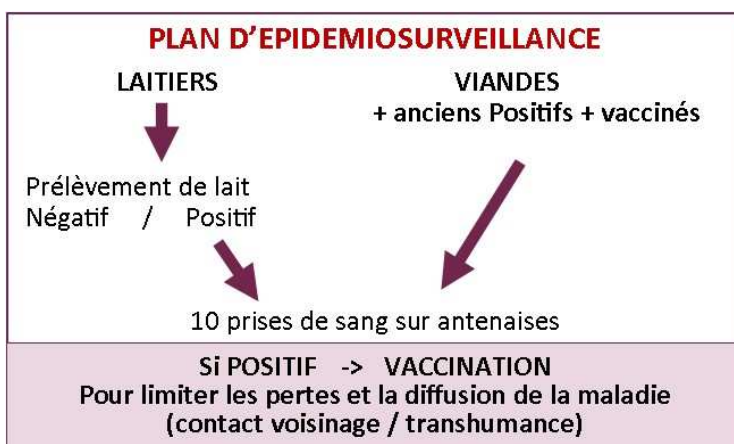 PLAN D'EPIDEMIOSURVEILLANCE
LAITIERS
VIANDES
+ anciens Positifs + vaccinés
Prélèvement de lait
Négatif / Positif
10 prises de sang sur antenaises
Si POSITIF -> VACCINATION
Pour limiter les pertes et la diffusion de la maladie
(contact voisinage / transhumance)